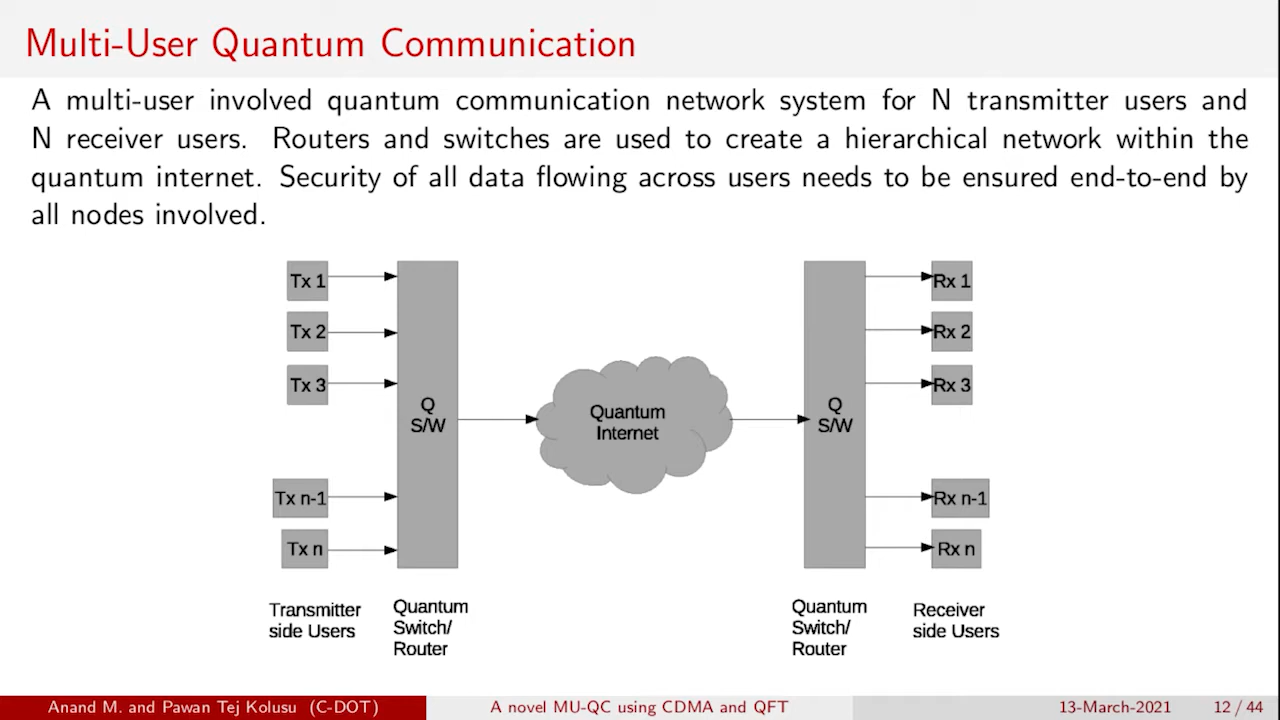 Multi-User Quantum Communication
A multi-user involved quantum communication network system for N transmitter users and
N receiver users. Routers and switches are used to create a hierarchical network within the
quantum internet. Security of all data flowing across users needs to be ensured end-to-end by
all nodes involved.
Tx 1
Tx 2
Tx 3
Tx n-1
Tx n
Q
S/W
Quantum
Internet
Q
S/W
Rx 1
Rx 2
Rx 3
Rx n-1
Rx n
Transmitter
side Users
Quantum
Switch/
Router
Quantum
Switch/
Router
Receiver
side Users
Anand M. and Pawan Tej Kolusu (C-DOT)
A novel MU-QC using CDMA and QFT
13-March-2021
12 / 44